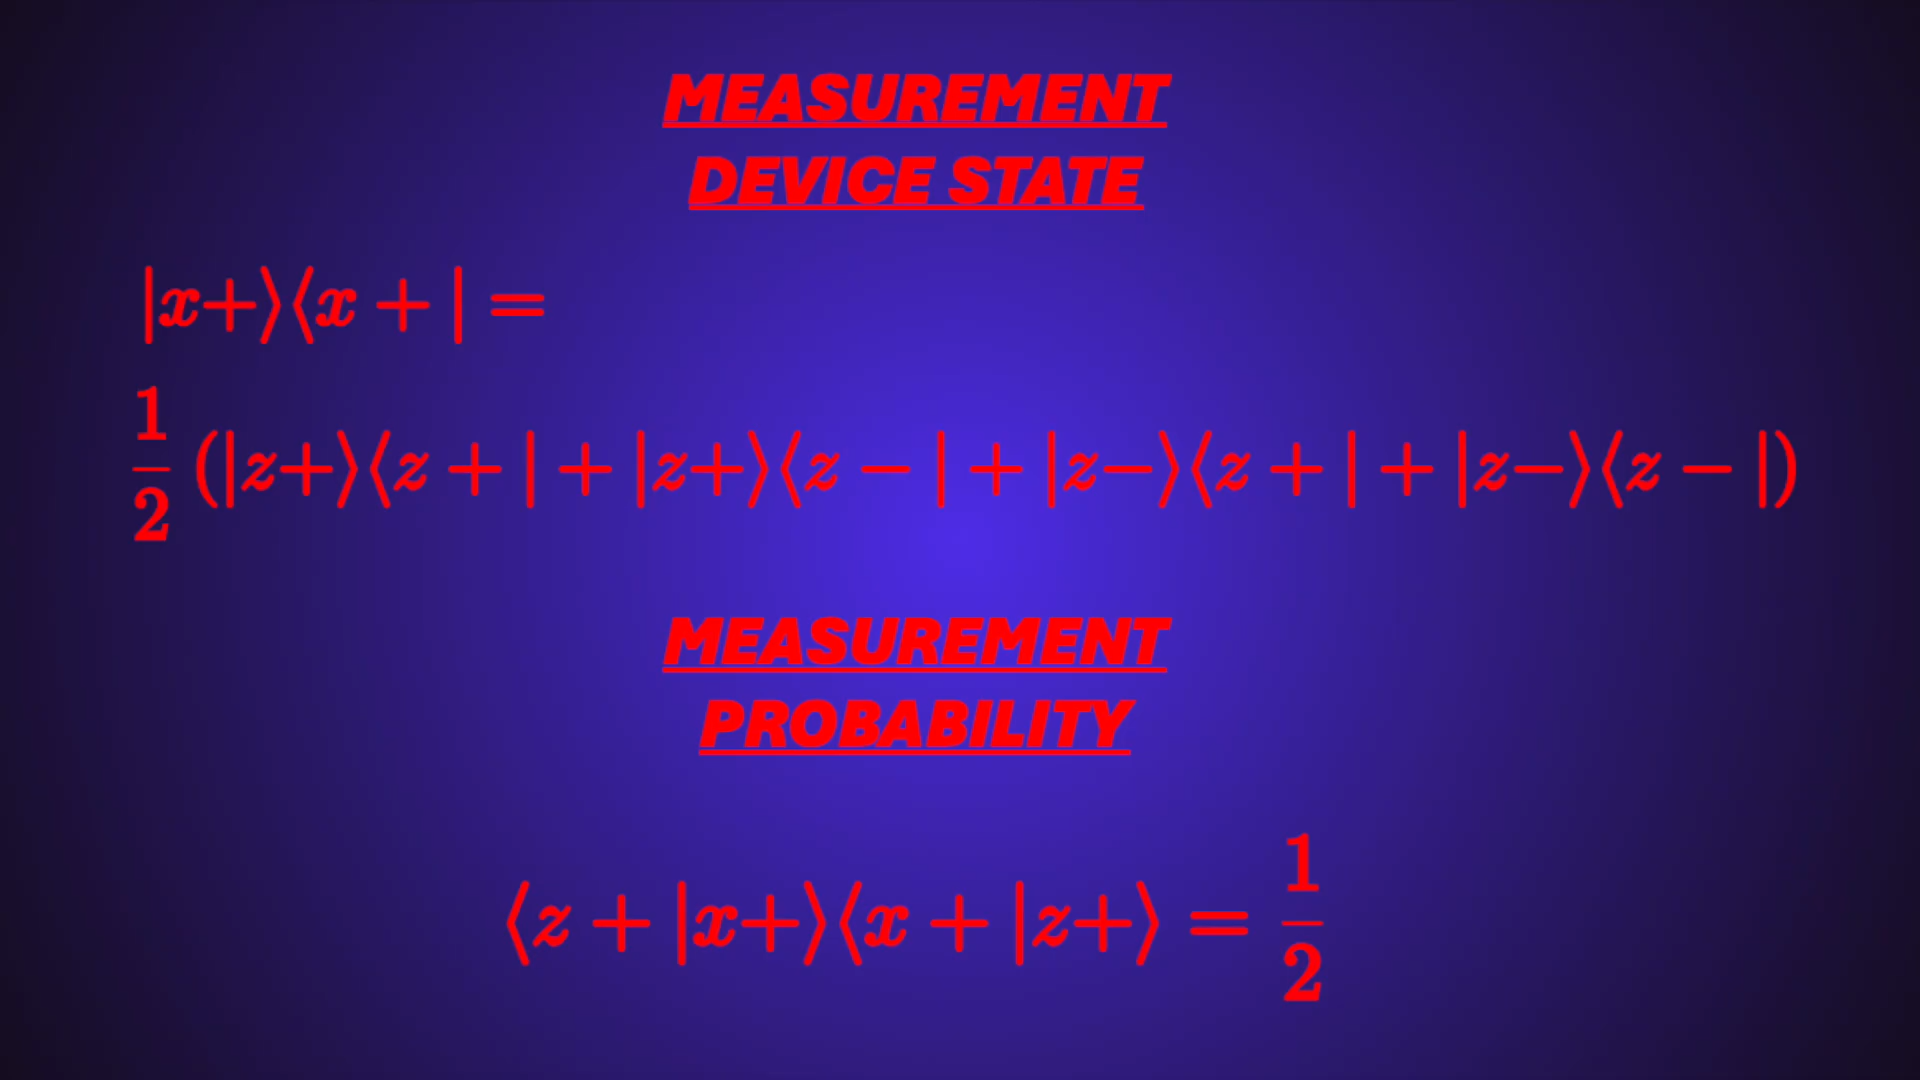 MEASUREMENT
DEVICE STATE
|x+⟩⟨x + | =
1/2 (|z+⟩⟨z + | + |z+⟩⟨z − | + |z−⟩⟨z + | + |z−⟩⟨z − |)
MEASUREMENT
PROBABILITY
⟨z + |x+⟩⟨x + |z+⟩ = 1/2